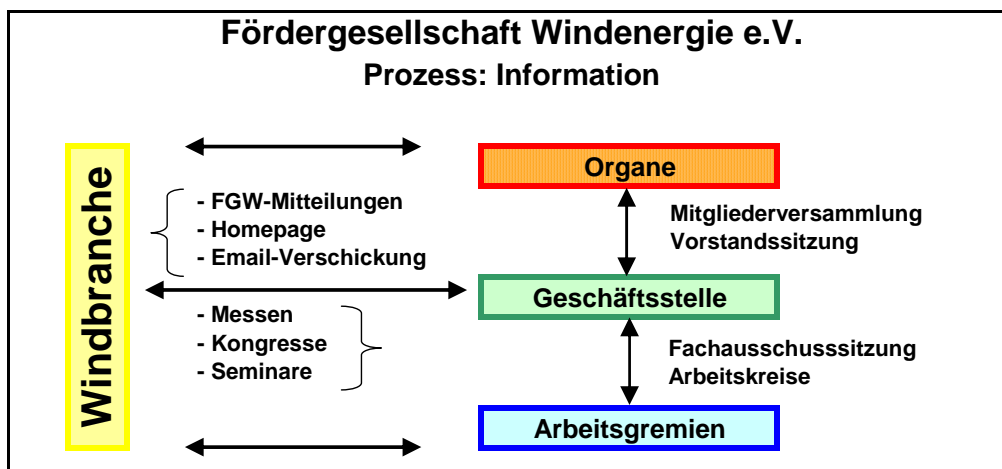 Fördergesellschaft Windenergie e.V.
Prozess: Information
Windbranche
- FGW-Mitteilungen
- Homepage
- Email-Verschickung
- Messen
- Kongresse
- Seminare
Organe
Mitgliederversammlung
Vorstandssitzung
Geschäftsstelle
Fachausschusssitzung
Arbeitskreise
Arbeitsgremien